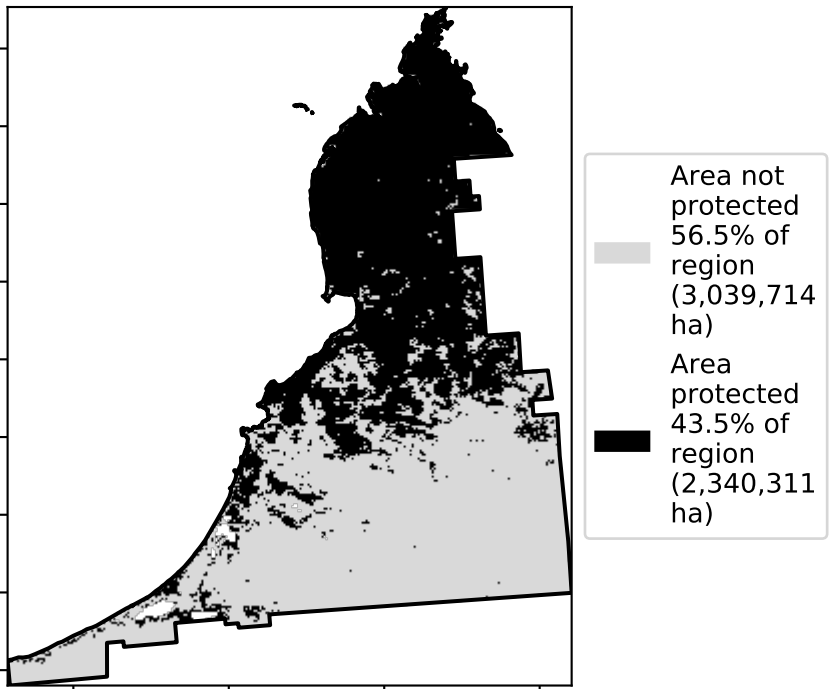 Area not
protected
56.5% of
region
(3,039,714
ha)
Area
protected
43.5% of
region
(2,340,311
ha)